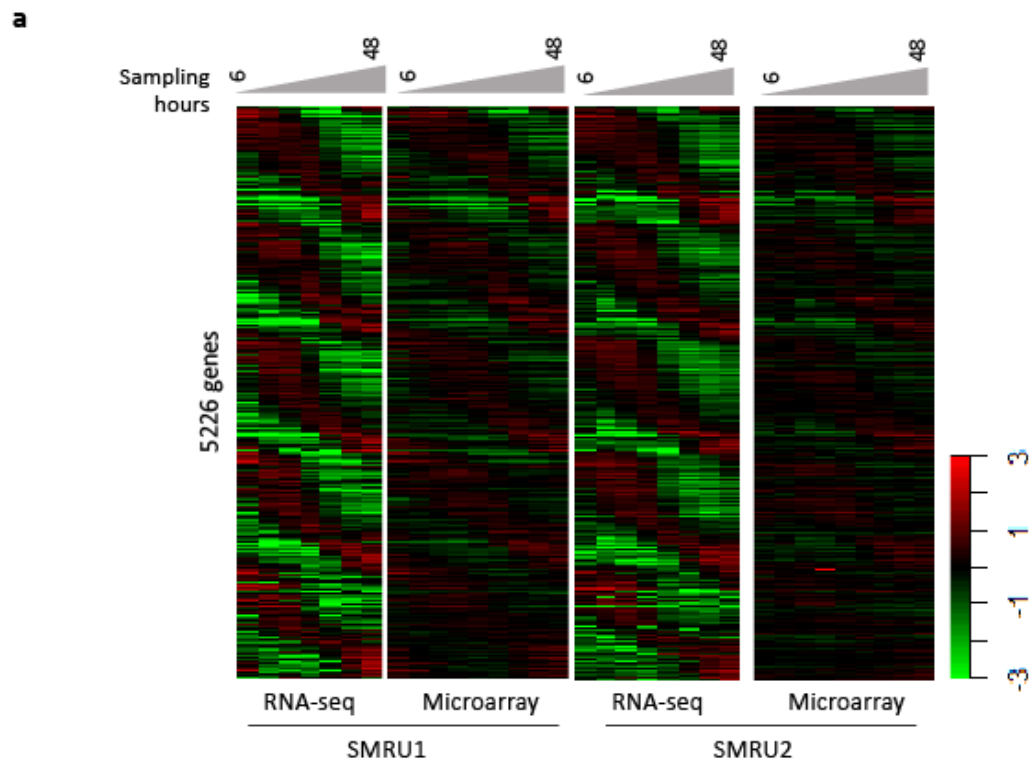 a
Sampling
hours
6 48 6 48 6 48 6 48
5226 genes
3
1
-1
-3
RNA-seq Microarray RNA-seq Microarray
SMRU1 SMRU2